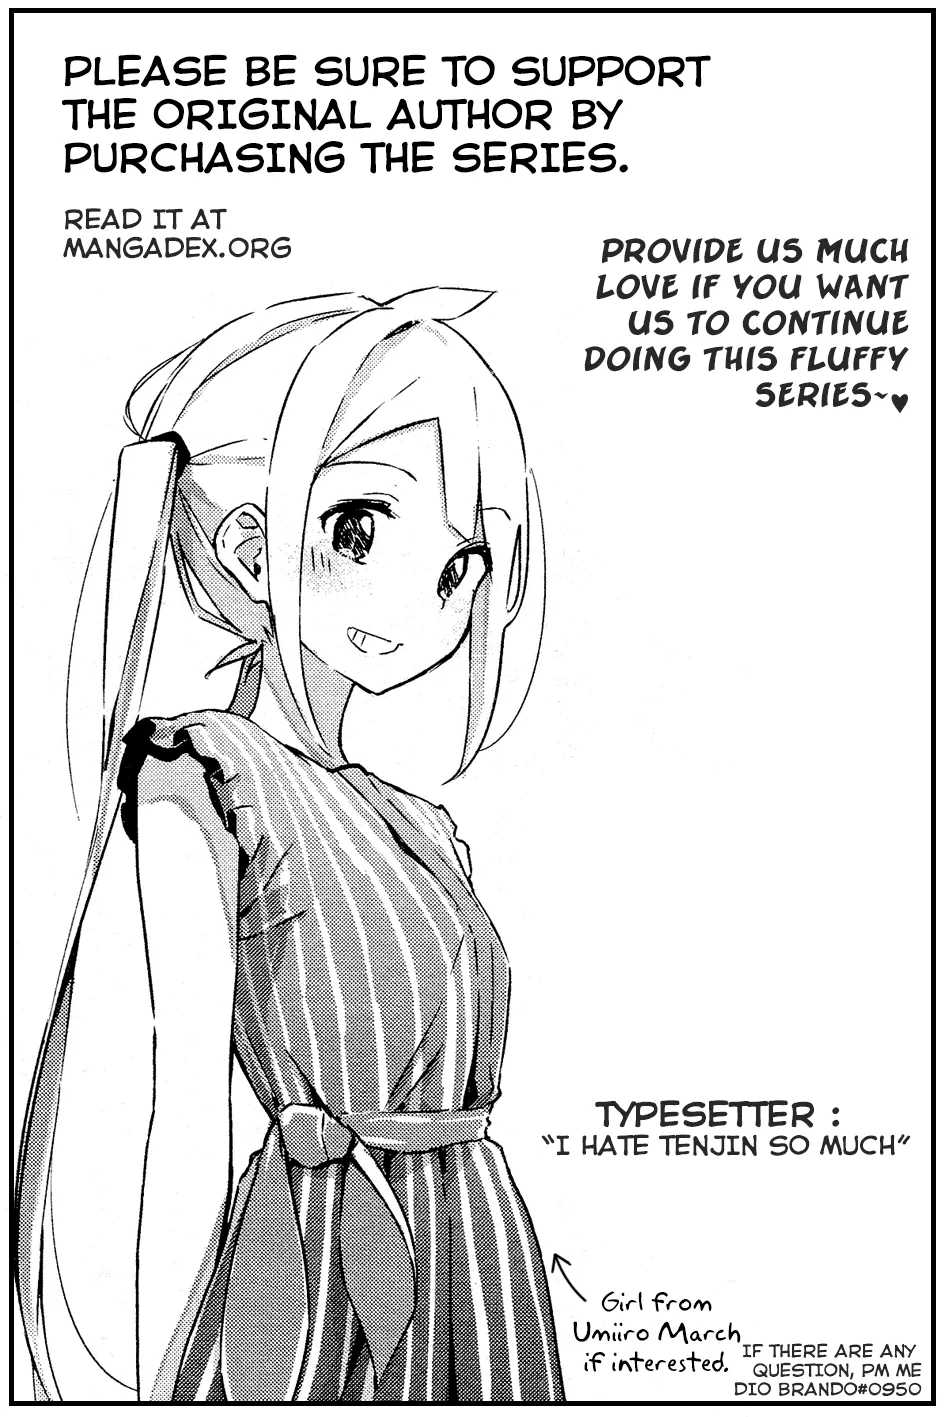 PLEASE BE SURE TO SUPPORT
THE ORIGINAL AUTHOR BY
PURCHASING THE SERIES.
READ IT AT
MANGADEX.ORG
PROVIDE US MUCH
LOVE IF YOU WANT
US TO CONTINUE
DOING THIS FLUFFY
SERIES~♥
TYPESETTER :
"I HATE TENJIN SO MUCH"
Girl from
Umiiro March
if interested.
IF THERE ARE ANY
QUESTION, PM ME
DIO BRANDO#0950